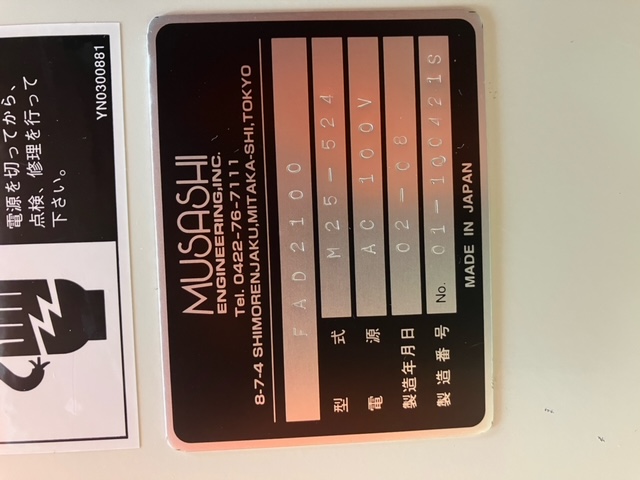 電源を切ってから、
点検、修理を行って
下さい。
YN0300881
MUSASHI
ENGINEERING,INC.
Tel. 0422-76-7111
8-7-4 SHIMORENJAKU,MITAKA-SHI,TOKYO
FAD2100
型式 M25-524
電源 AC 100V
製造年月日 02-08
製造番号 No. 01-100421S
MADE IN JAPAN